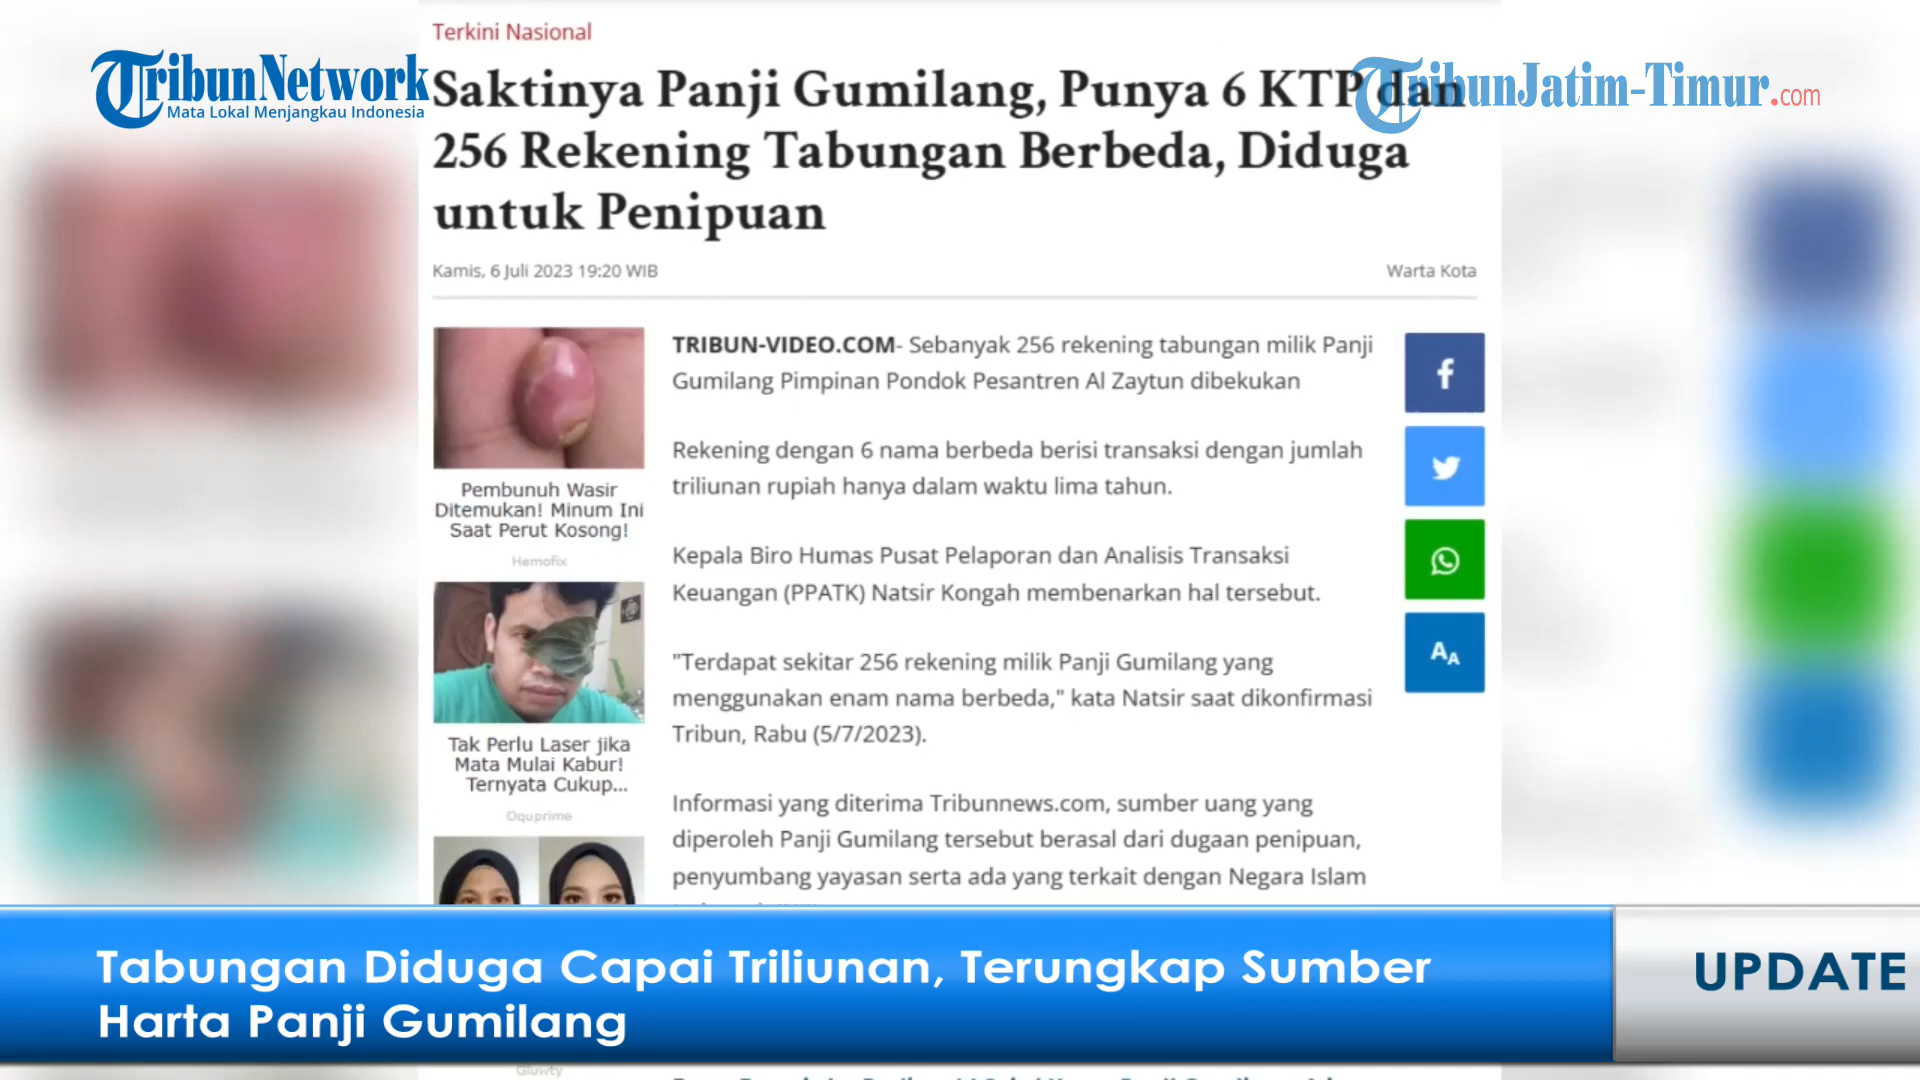 Terkini Nasional
TribunNetwork
Mata Lokal Menjangkau Indonesia
TribunJatim-Timur.com
Saktinya Panji Gumilang, Punya 6 KTP dan
256 Rekening Tabungan Berbeda, Diduga
untuk Penipuan
Kamis, 6 Juli 2023 19:20 WIB
Warta Kota
Pembunuh Wasir
Ditemukan! Minum Ini
Saat Perut Kosong!
Hemofix
Tak Perlu Laser jika
Mata Mulai Kabur!
Ternyata Cukup...
Oquprime
TRIBUN-VIDEO.COM- Sebanyak 256 rekening tabungan milik Panji
Gumilang Pimpinan Pondok Pesantren Al Zaytun dibekukan
Rekening dengan 6 nama berbeda berisi transaksi dengan jumlah
triliunan rupiah hanya dalam waktu lima tahun.
Kepala Biro Humas Pusat Pelaporan dan Analisis Transaksi
Keuangan (PPATK) Natsir Kongah membenarkan hal tersebut.
"Terdapat sekitar 256 rekening milik Panji Gumilang yang
menggunakan enam nama berbeda," kata Natsir saat dikonfirmasi
Tribun, Rabu (5/7/2023).
Informasi yang diterima Tribunnews.com, sumber uang yang
diperoleh Panji Gumilang tersebut berasal dari dugaan penipuan,
penyumbang yayasan serta ada yang terkait dengan Negara Islam
AA
Tabungan Diduga Capai Triliunan, Terungkap Sumber
Harta Panji Gumilang
UPDATE